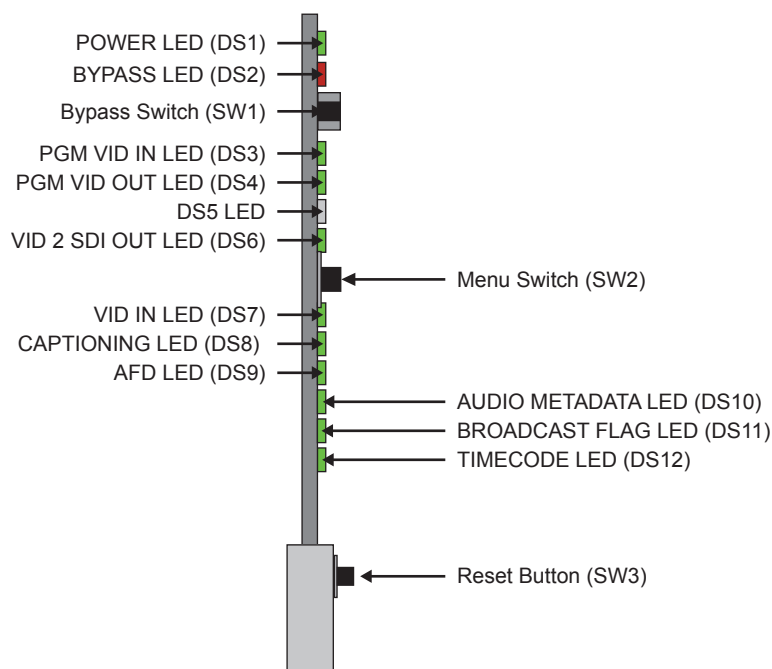 POWER LED (DS1)
BYPASS LED (DS2)
Bypass Switch (SW1)
PGM VID IN LED (DS3)
PGM VID OUT LED (DS4)
DS5 LED
VID 2 SDI OUT LED (DS6)
Menu Switch (SW2)
VID IN LED (DS7)
CAPTIONING LED (DS8)
AFD LED (DS9)
AUDIO METADATA LED (DS10)
BROADCAST FLAG LED (DS11)
TIMECODE LED (DS12)
Reset Button (SW3)